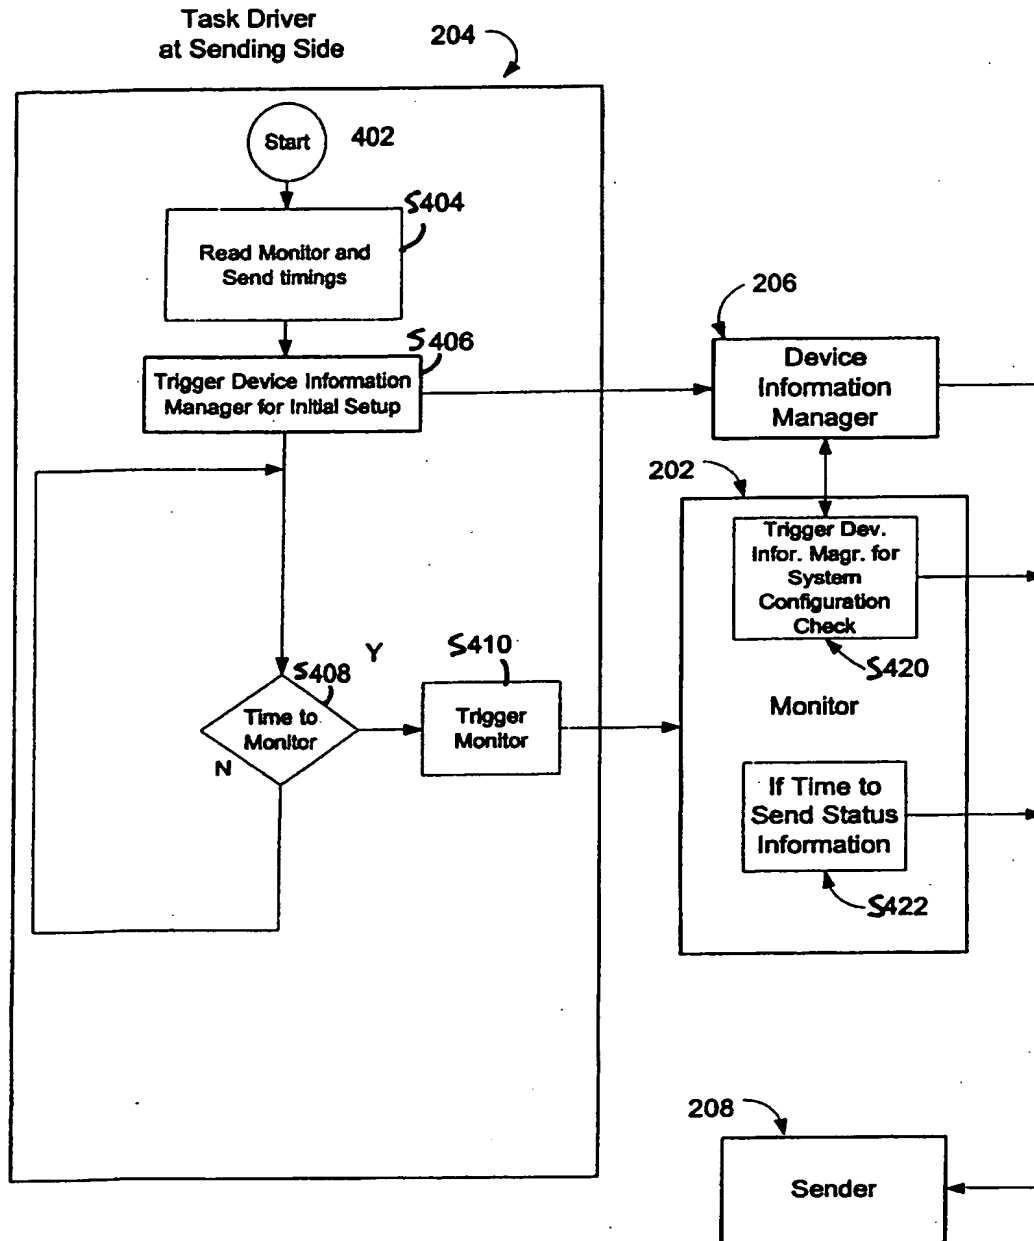 Task Driver
at Sending Side
204
Start
402
S404
Read Monitor and
Send timings
S406
Trigger Device Information
Manager for Initial Setup
206
Device
Information
Manager
202
Trigger Dev.
Infor. Magr. for
System
Configuration
Check
S420
Monitor
Y
S408
Time to
Monitor
N
S410
Trigger
Monitor
If Time to
Send Status
Information
S422
208
Sender